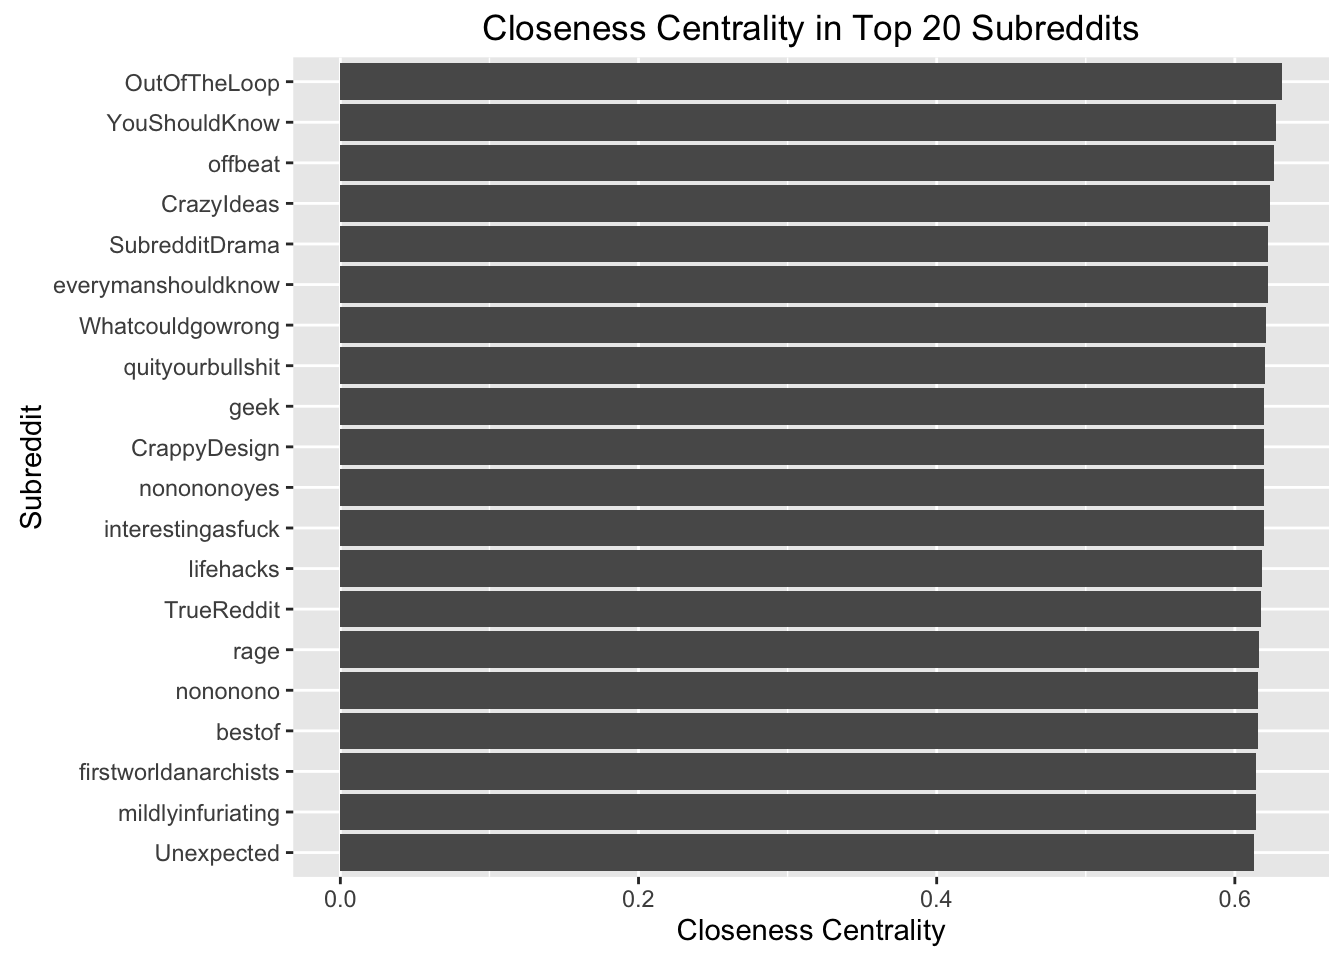 Closeness Centrality in Top 20 Subreddits
OutOfTheLoop
YouShouldKnow
offbeat
CrazyIdeas
SubredditDrama
everymanshouldknow
Whatcouldgowrong
quityourbullshit
geek
CrappyDesign
nonononoyes
interestingasfuck
lifehacks
TrueReddit
rage
nononono
bestof
firstworldanarchists
mildlyinfuriating
Unexpected
Subreddit
0.0 0.2 0.4 0.6
Closeness Centrality